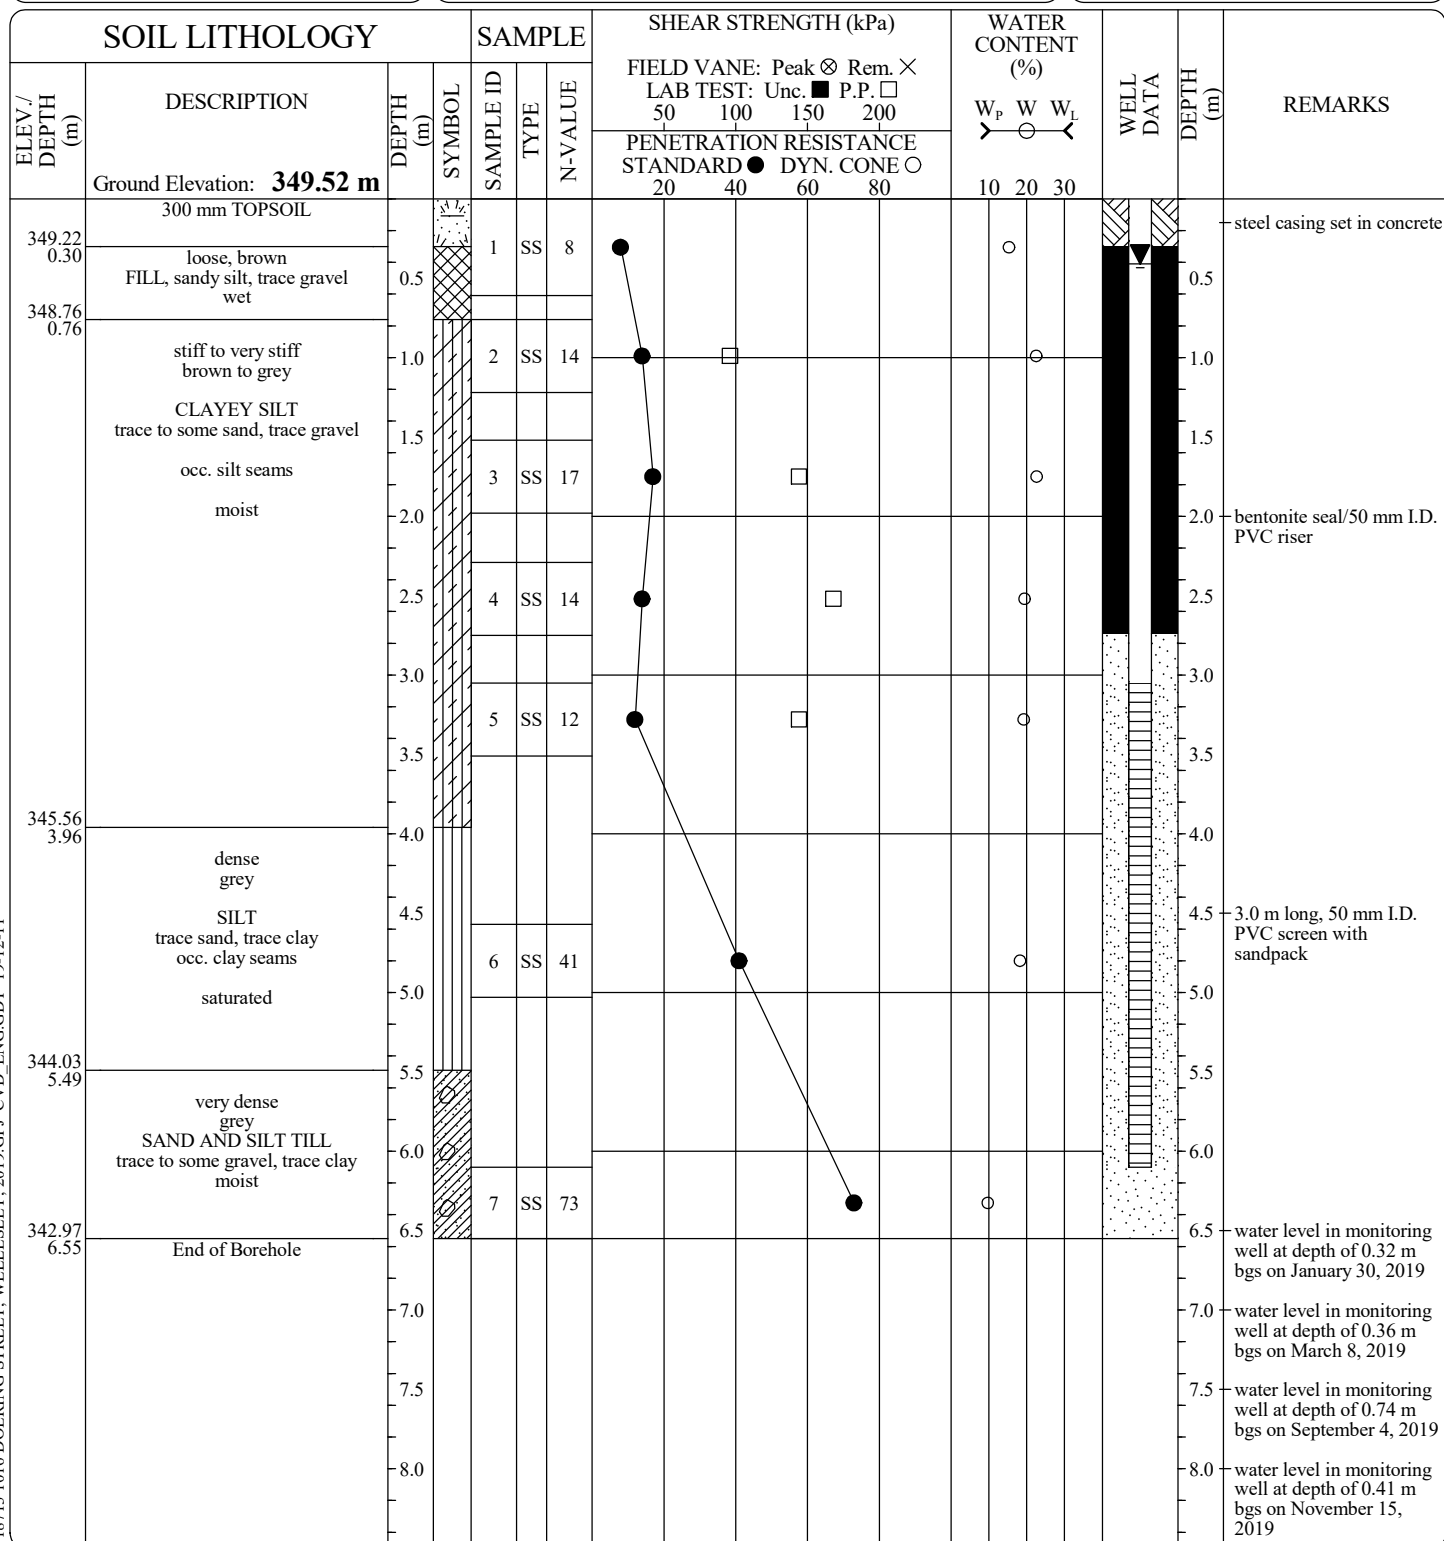 SOIL LITHOLOGY
SAMPLE
SHEAR STRENGTH (kPa)
FIELD VANE: Peak Rem.
LAB TEST: Unc. P.P.
50 100 150 200
PENETRATION RESISTANCE
STANDARD DYN. CONE
20 40 60 80
WATER
CONTENT
(%)
WP W WL
10 20 30
WELL
DATA
DEPTH
(m)
REMARKS
ELEV./
DEPTH
(m)
DESCRIPTION
Ground Elevation: 349.52 m
DEPTH
(m)
SYMBOL
SAMPLE ID
TYPE
N-VALUE
300 mm TOPSOIL
349.22
0.30
loose, brown
FILL, sandy silt, trace gravel
wet
348.76
0.76
stiff to very stiff
brown to grey
CLAYEY SILT
trace to some sand, trace gravel
occ. silt seams
moist
345.56
3.96
dense
grey
SILT
trace sand, trace clay
occ. clay seams
saturated
344.03
5.49
very dense
grey
SAND AND SILT TILL
trace to some gravel, trace clay
moist
342.97
6.55
End of Borehole
0.5
1.0
1.5
2.0
2.5
3.0
3.5
4.0
4.5
5.0
5.5
6.0
6.5
7.0
7.5
8.0
1 SS 8
2 SS 14
3 SS 17
4 SS 14
5 SS 12
6 SS 41
7 SS 73
0.5
1.0
1.5
2.0
2.5
3.0
3.5
4.0
4.5
5.0
5.5
6.0
6.5
7.0
7.5
8.0
steel casing set in concrete
bentonite seal/50 mm I.D.
PVC riser
3.0 m long, 50 mm I.D.
PVC screen with
sandpack
water level in monitoring
well at depth of 0.32 m
bgs on January 30, 2019
water level in monitoring
well at depth of 0.36 m
bgs on March 8, 2019
water level in monitoring
well at depth of 0.74 m
bgs on September 4, 2019
water level in monitoring
well at depth of 0.41 m
bgs on November 15,
2019